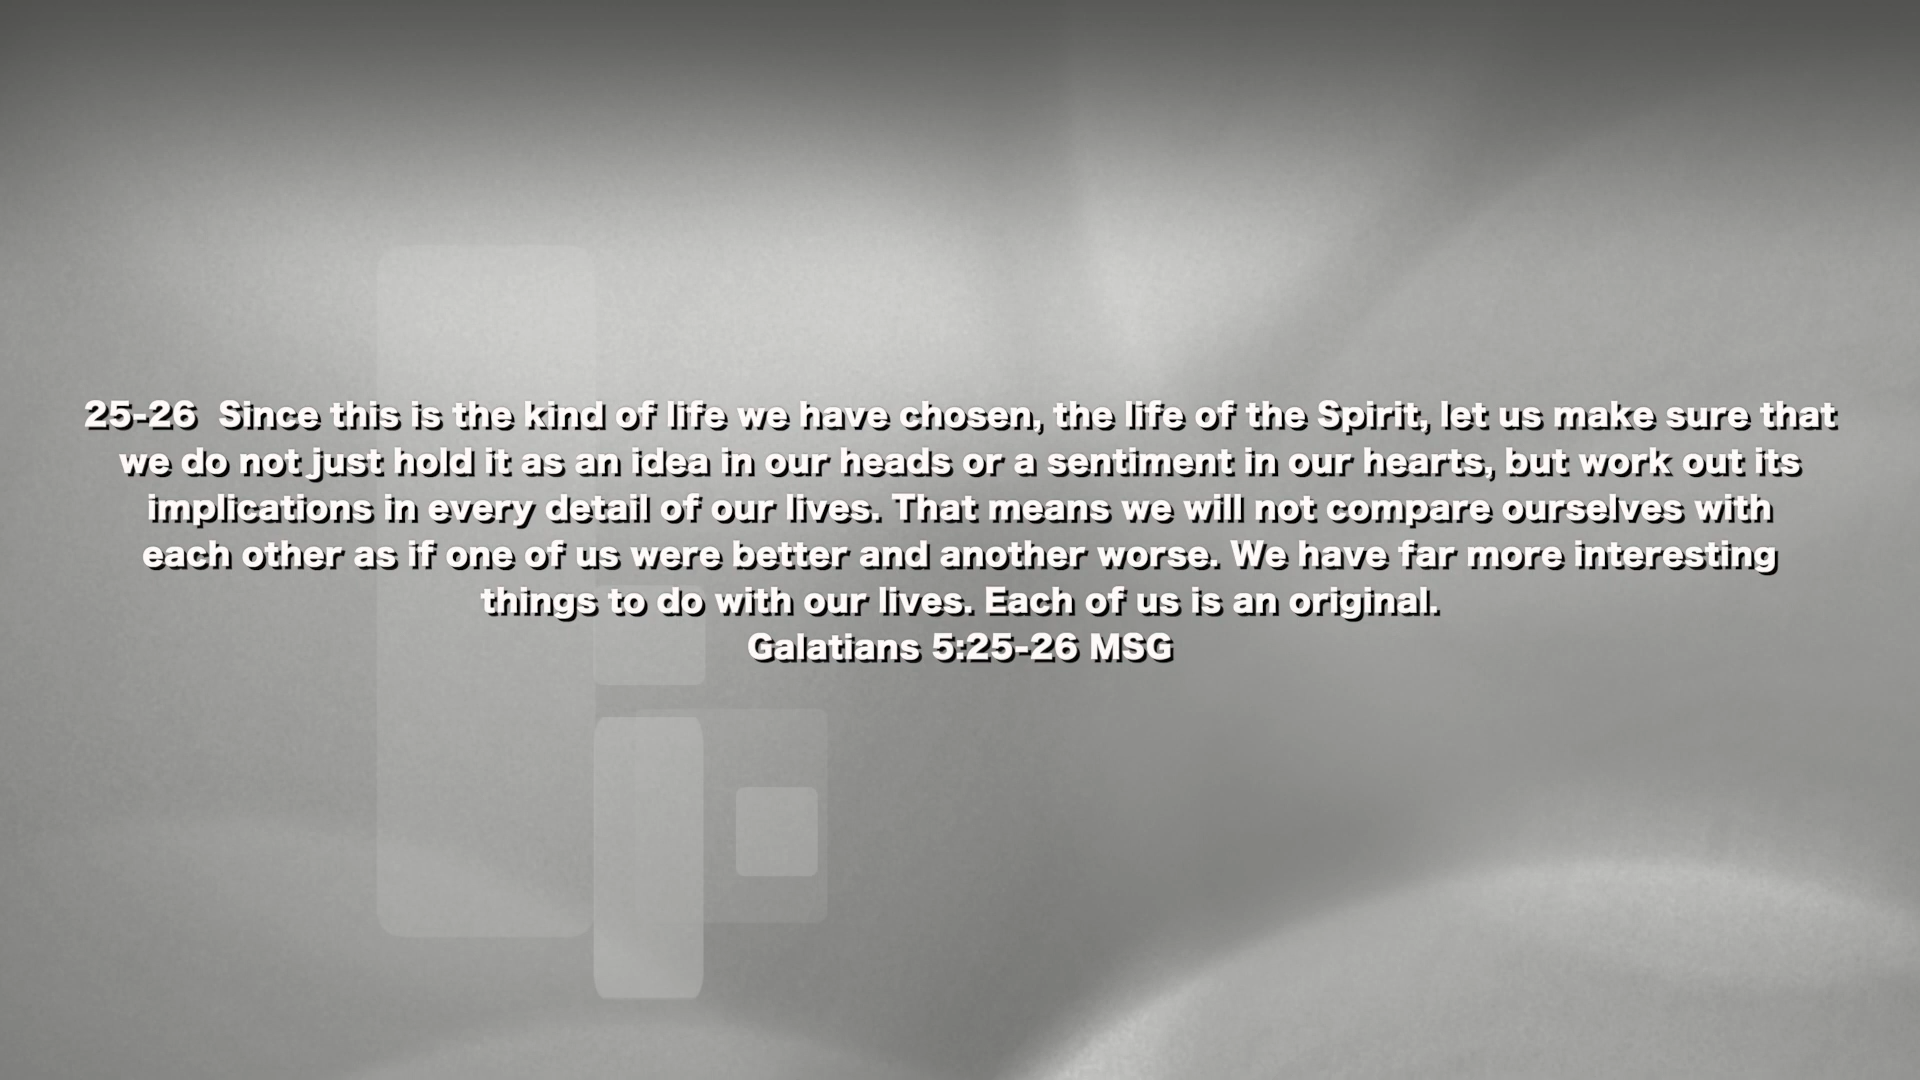 25-26  Since this is the kind of life we have chosen, the life of the Spirit, let us make sure that
we do not just hold it as an idea in our heads or a sentiment in our hearts, but work out its
implications in every detail of our lives. That means we will not compare ourselves with
each other as if one of us were better and another worse. We have far more interesting
things to do with our lives. Each of us is an original.
Galatians 5:25-26 MSG